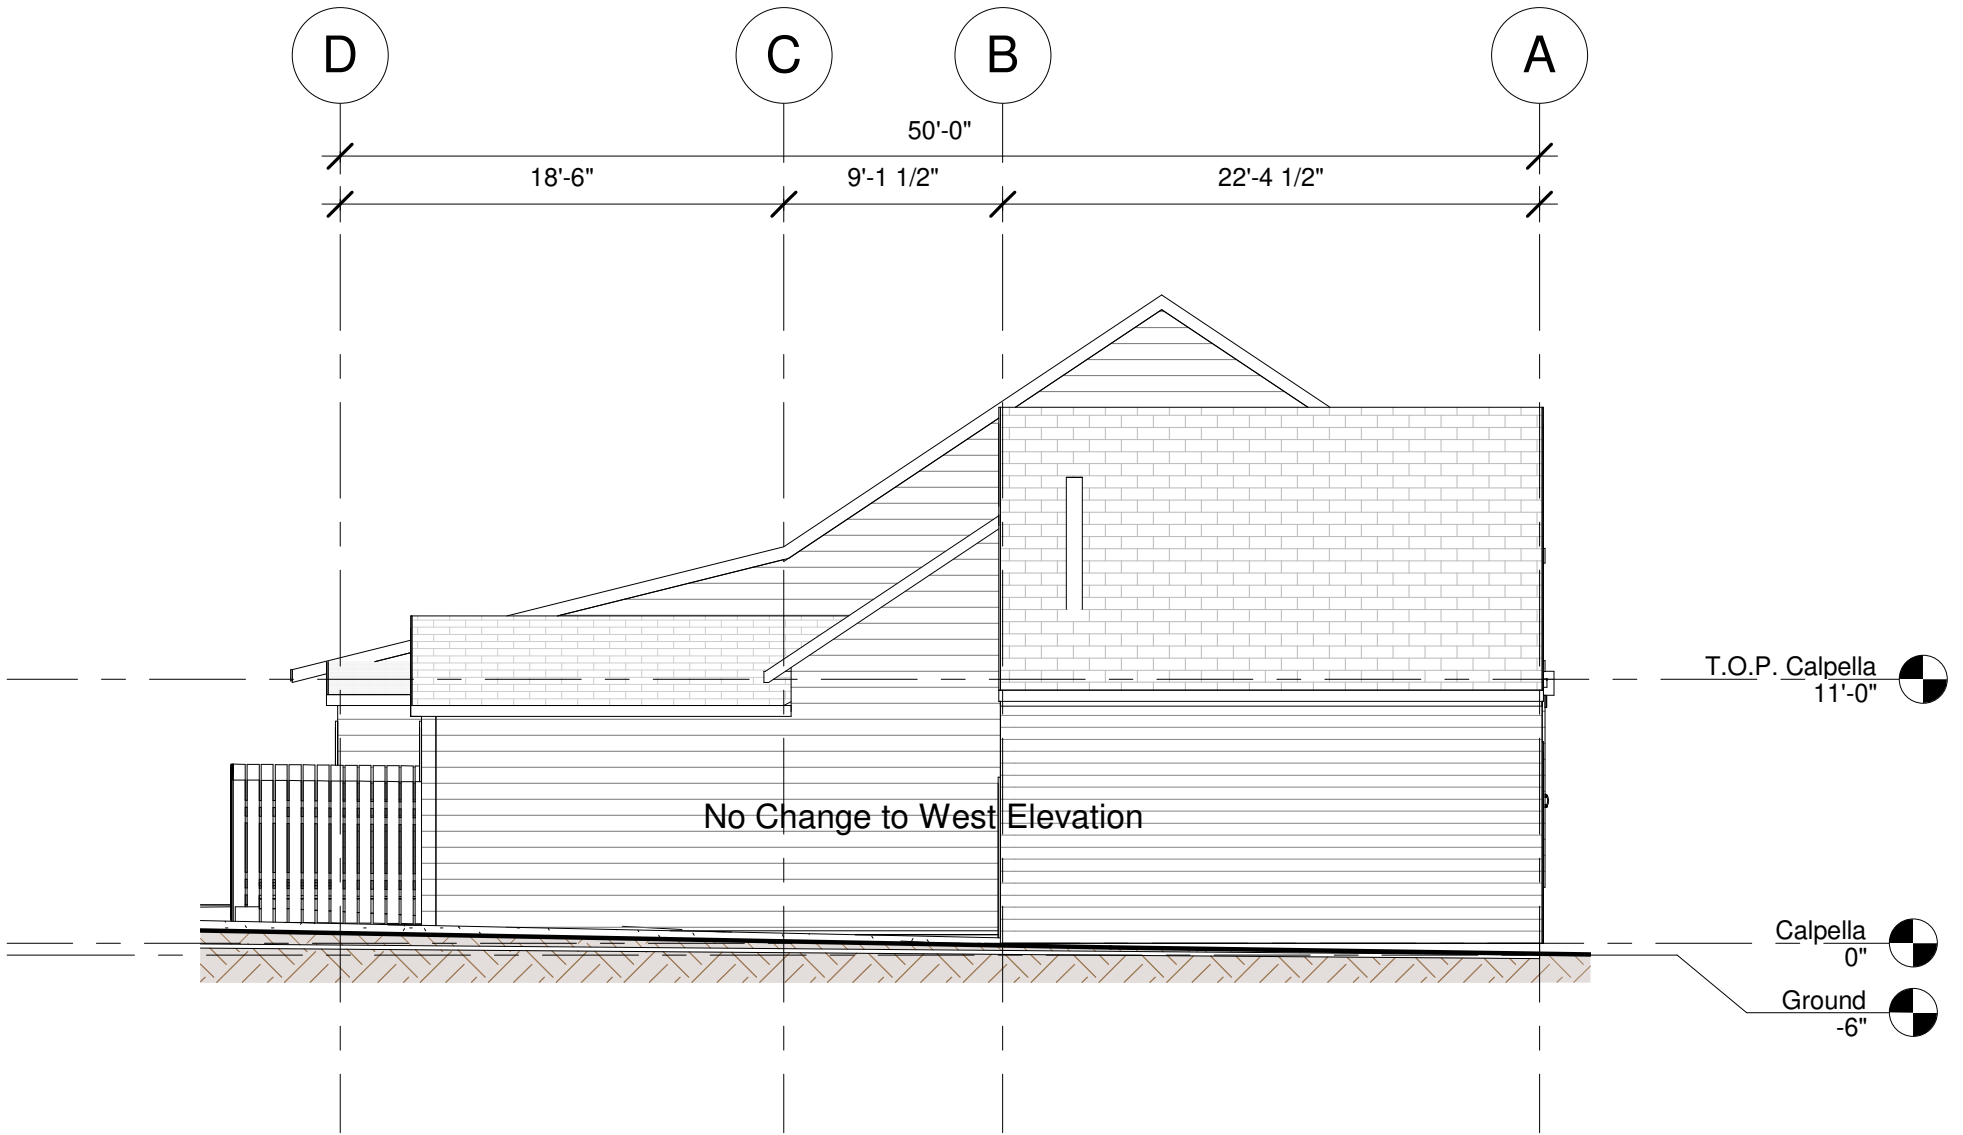 D
C
B
A
50'-0"
18'-6"
9'-1 1/2"
22'-4 1/2"
T.O.P. Calpella
11'-0"
No Change to West Elevation
Calpella
0"
Ground
-6"